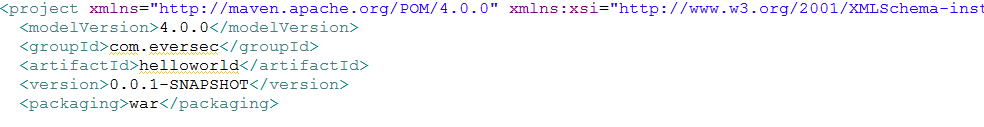 <project xmlns="http://maven.apache.org/POM/4.0.0" xmlns:xsi="http://www.w3.org/2001/XMLSchema-inst
<modelVersion>4.0.0</modelVersion>
<groupId>com.eversec</groupId>
<artifactId>helloworld</artifactId>
<version>0.0.1-SNAPSHOT</version>
<packaging>war</packaging>